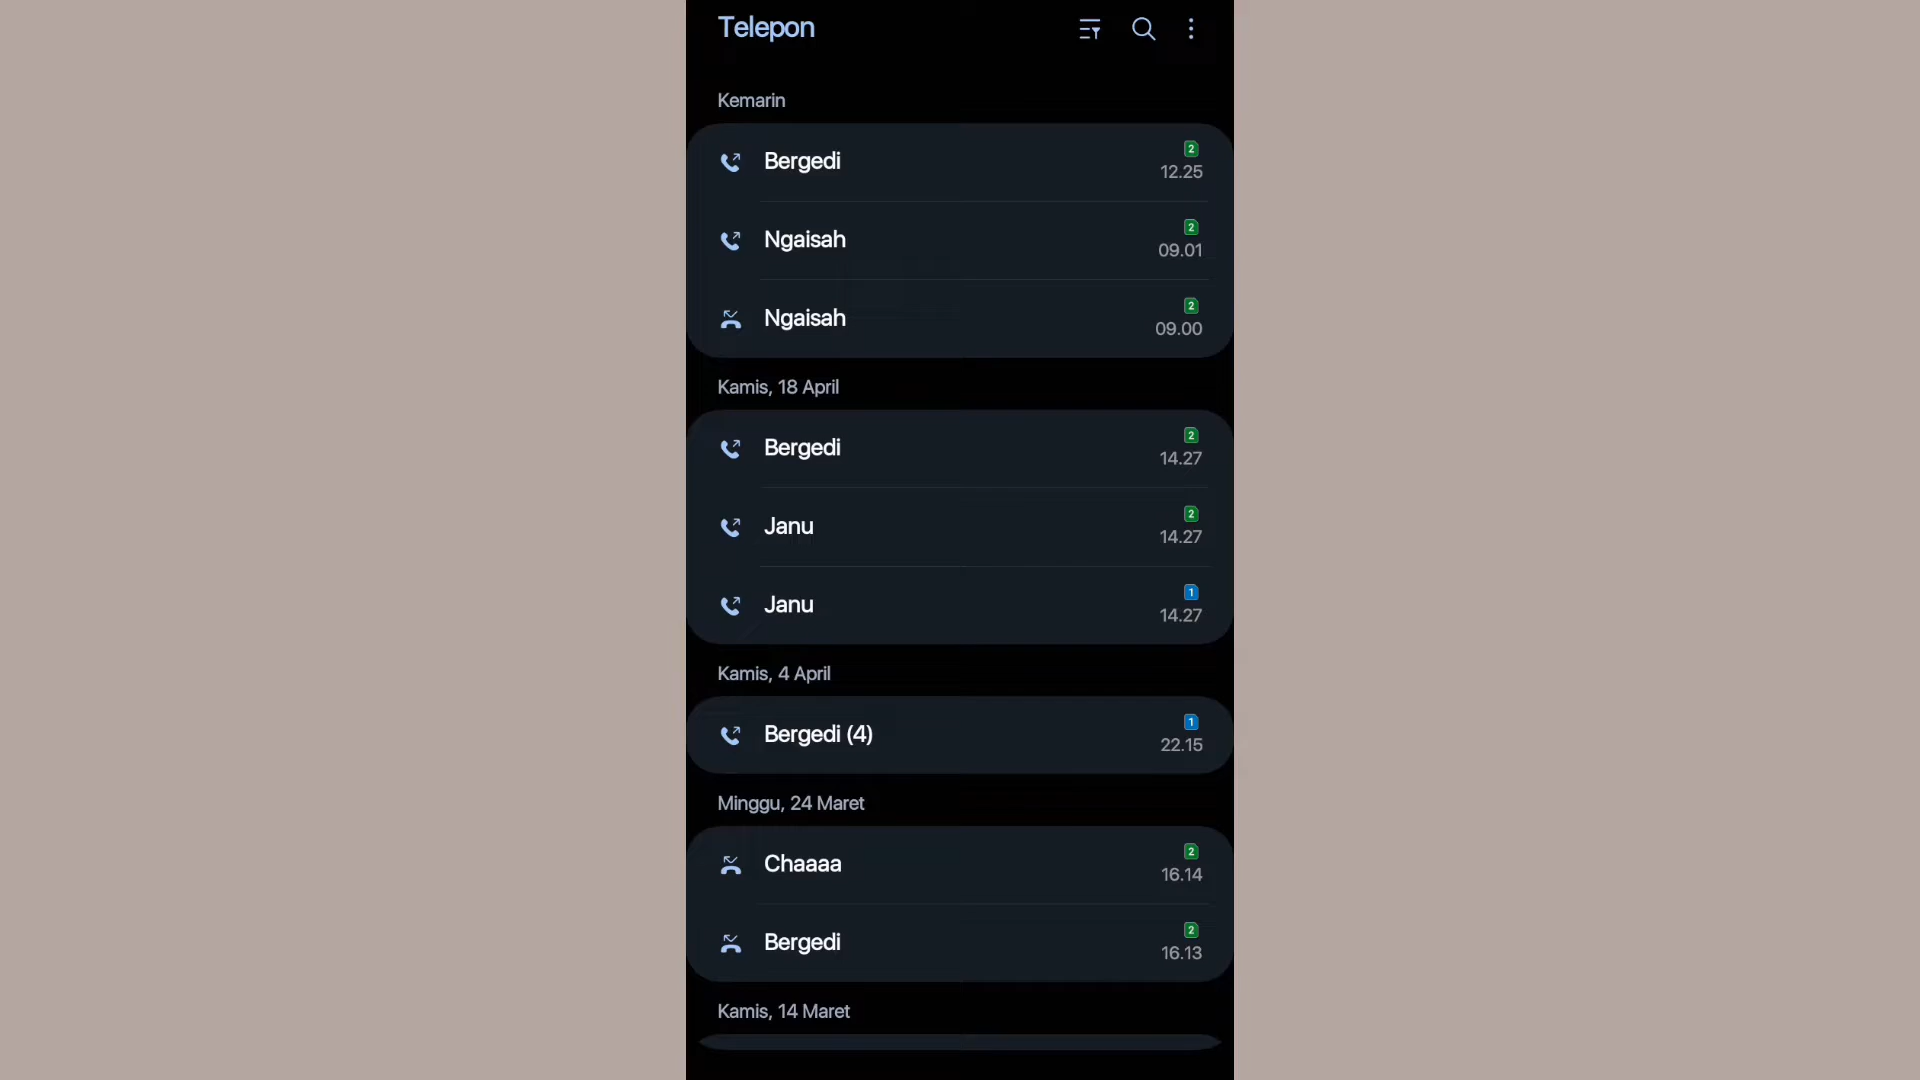 Telepon
Kemarin
Bergedi
2
12.25
Ngaisah
2
09.01
Ngaisah
2
09.00
Kamis, 18 April
Bergedi
2
14.27
Janu
2
14.27
Janu
1
14.27
Kamis, 4 April
Bergedi (4)
1
22.15
Minggu, 24 Maret
Chaaaa
2
16.14
Bergedi
2
16.13
Kamis, 14 Maret